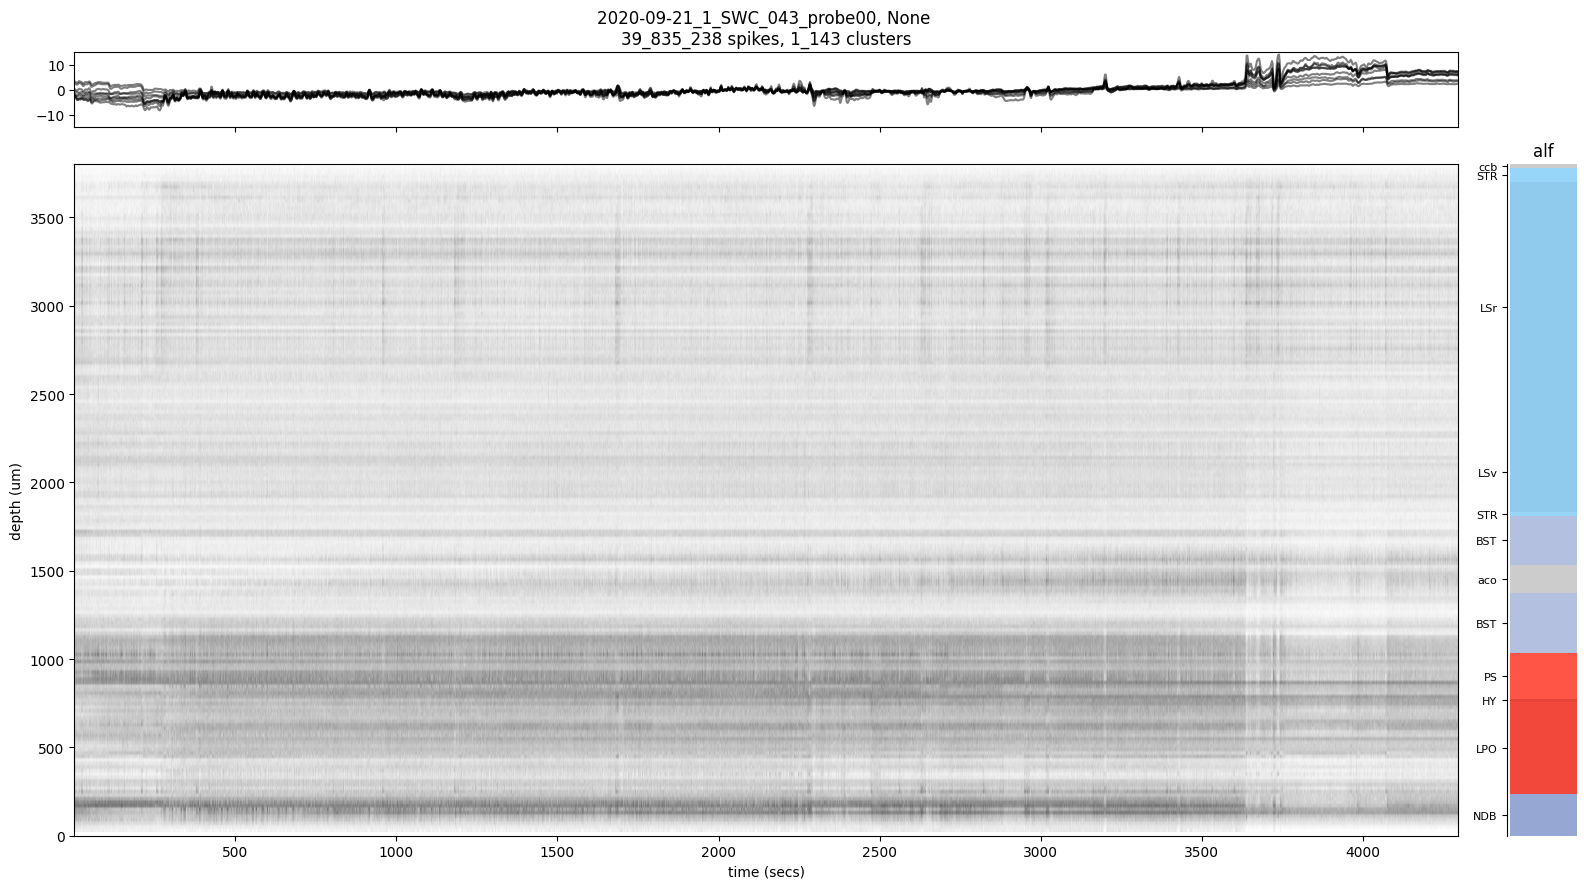 2020-09-21_1_SWC_043_probe00, None
39_835_238 spikes, 1_143 clusters
10
0
−10
alf
ccb
STR
3500
3000
2500
2000
1500
1000
500
0
depth (um)
LSr
LSv
STR
BST
aco
BST
PS
HY
LPO
NDB
500 1000 1500 2000 2500 3000 3500 4000
time (secs)